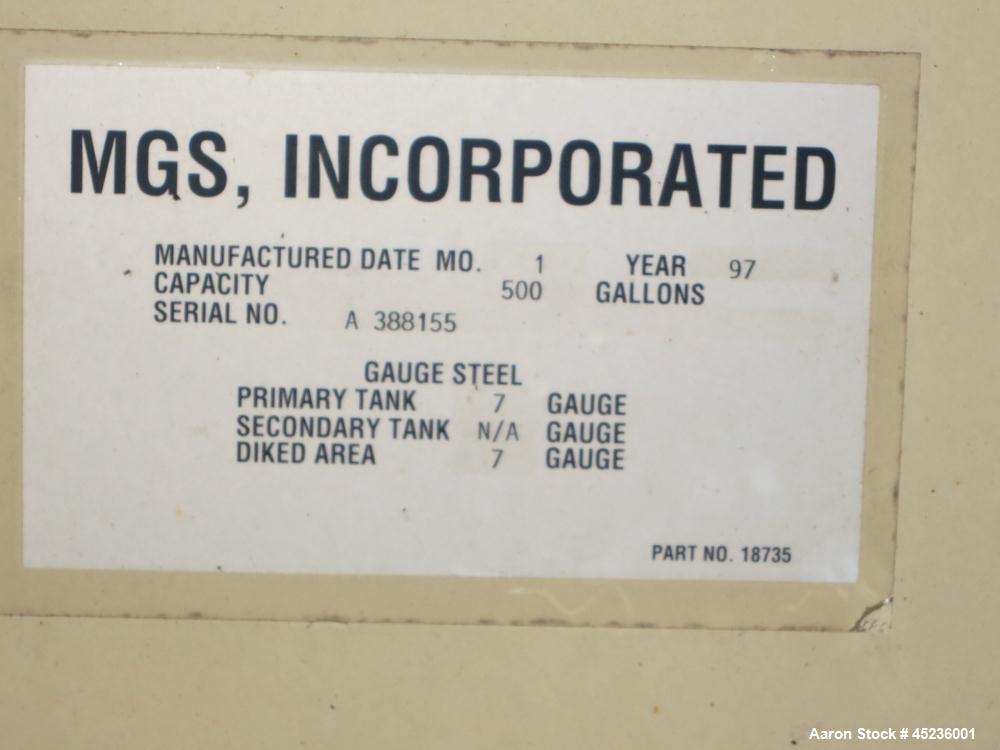 MGS, INCORPORATED
MANUFACTURED DATE MO. 1 YEAR 97
CAPACITY 500 GALLONS
SERIAL NO. A 388155
GAUGE STEEL
PRIMARY TANK 7 GAUGE
SECONDARY TANK N/A GAUGE
DIKED AREA 7 GAUGE
PART NO. 18735
Aaron Stock # 45236001